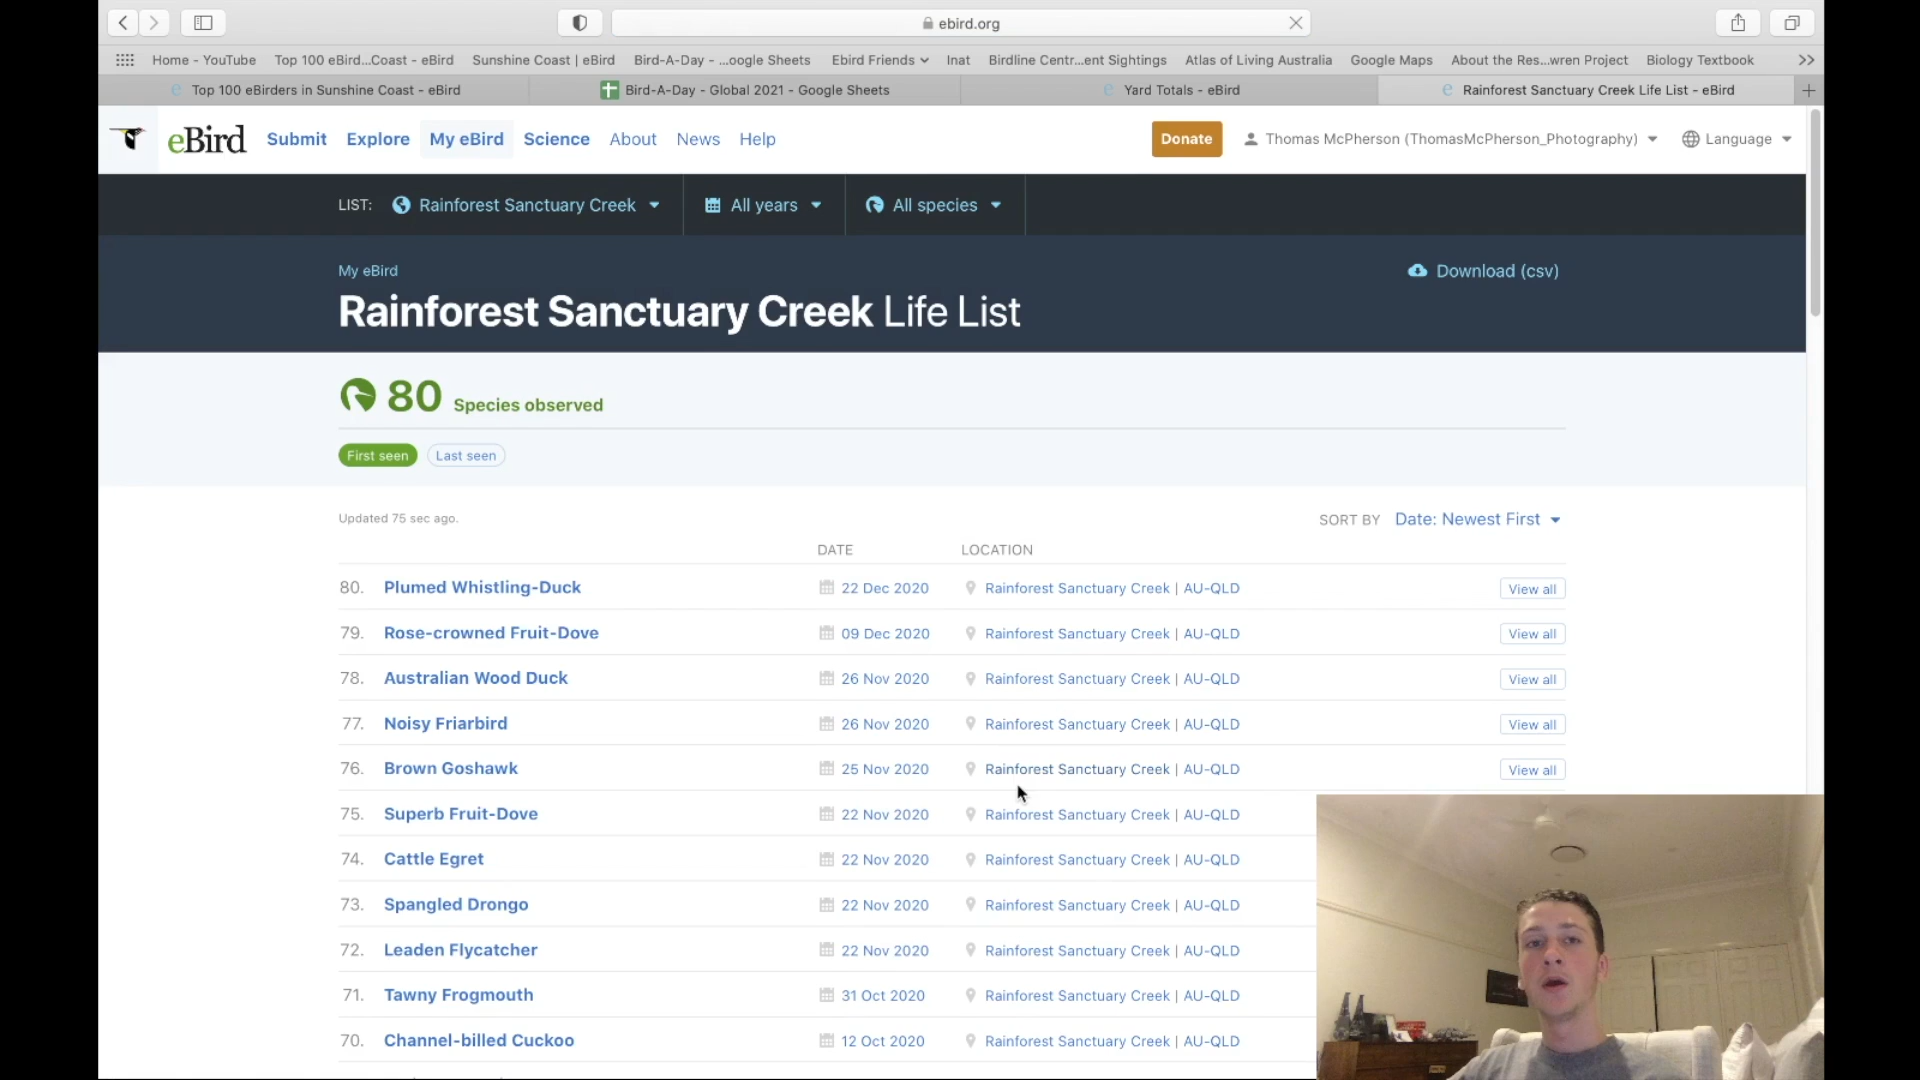 ebird.org
Home - YouTube Top 100 eBird...Coast - eBird Sunshine Coast | eBird Bird-A-Day - ...oogle Sheets Ebird Friends Inat Birdline Centr...ent Sightings Atlas of Living Australia Google Maps About the Res...wren Project Biology Textbook
Top 100 eBirders in Sunshine Coast - eBird Bird-A-Day - Global 2021 - Google Sheets Yard Totals - eBird Rainforest Sanctuary Creek Life List - eBird
eBird Submit Explore My eBird Science About News Help Donate Thomas McPherson (ThomasMcPherson_Photography) Language
LIST: Rainforest Sanctuary Creek All years All species
My eBird Download (csv)
Rainforest Sanctuary Creek Life List
80 Species observed
First seen Last seen
Updated 75 sec ago. SORT BY Date: Newest First
DATE LOCATION
80. Plumed Whistling-Duck 22 Dec 2020 Rainforest Sanctuary Creek | AU-QLD View all
79. Rose-crowned Fruit-Dove 09 Dec 2020 Rainforest Sanctuary Creek | AU-QLD View all
78. Australian Wood Duck 26 Nov 2020 Rainforest Sanctuary Creek | AU-QLD View all
77. Noisy Friarbird 26 Nov 2020 Rainforest Sanctuary Creek | AU-QLD View all
76. Brown Goshawk 25 Nov 2020 Rainforest Sanctuary Creek | AU-QLD View all
75. Superb Fruit-Dove 22 Nov 2020 Rainforest Sanctuary Creek | AU-QLD
74. Cattle Egret 22 Nov 2020 Rainforest Sanctuary Creek | AU-QLD
73. Spangled Drongo 22 Nov 2020 Rainforest Sanctuary Creek | AU-QLD
72. Leaden Flycatcher 22 Nov 2020 Rainforest Sanctuary Creek | AU-QLD
71. Tawny Frogmouth 31 Oct 2020 Rainforest Sanctuary Creek | AU-QLD
70. Channel-billed Cuckoo 12 Oct 2020 Rainforest Sanctuary Creek | AU-QLD